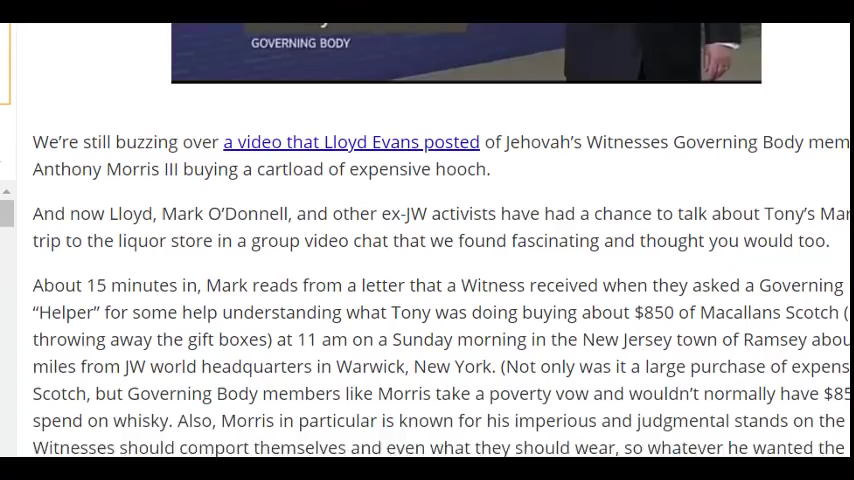 GOVERNING BODY
We’re still buzzing over a video that Lloyd Evans posted of Jehovah’s Witnesses Governing Body mem
Anthony Morris III buying a cartload of expensive hooch.
And now Lloyd, Mark O’Donnell, and other ex-JW activists have had a chance to talk about Tony’s Mar
trip to the liquor store in a group video chat that we found fascinating and thought you would too.
About 15 minutes in, Mark reads from a letter that a Witness received when they asked a Governing
“Helper” for some help understanding what Tony was doing buying about $850 of Macallans Scotch (
throwing away the gift boxes) at 11 am on a Sunday morning in the New Jersey town of Ramsey abou
miles from JW world headquarters in Warwick, New York. (Not only was it a large purchase of expens
Scotch, but Governing Body members like Morris take a poverty vow and wouldn’t normally have $85
spend on whisky. Also, Morris in particular is known for his imperious and judgmental stands on the
Witnesses should comport themselves and even what they should wear, so whatever he wanted the